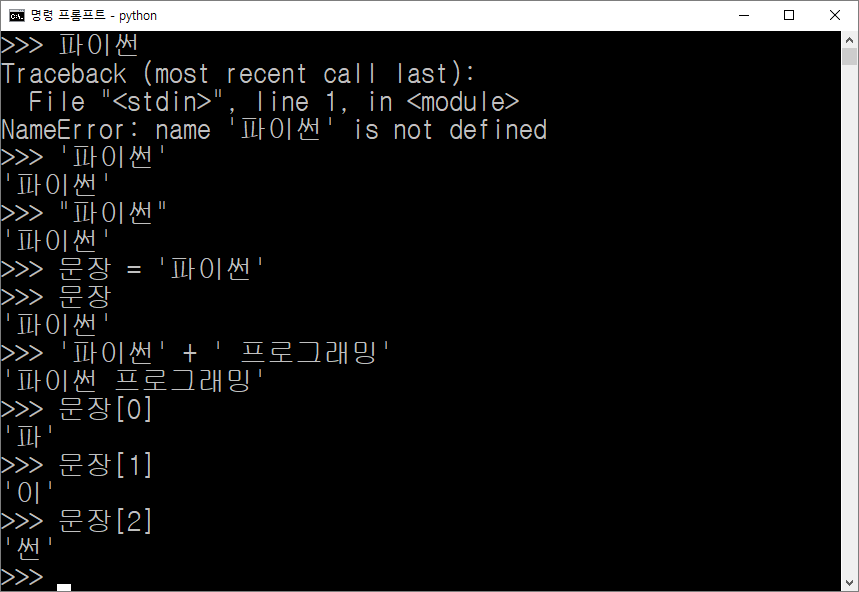 명령 프롬프트 - python
>>> 파이썬
Traceback (most recent call last):
  File "<stdin>", line 1, in <module>
NameError: name '파이썬' is not defined
>>> '파이썬'
'파이썬'
>>> "파이썬"
'파이썬'
>>> 문장 = '파이썬'
>>> 문장
'파이썬'
>>> '파이썬' + ' 프로그래밍'
'파이썬 프로그래밍'
>>> 문장[0]
'파'
>>> 문장[1]
'이'
>>> 문장[2]
'썬'
>>>